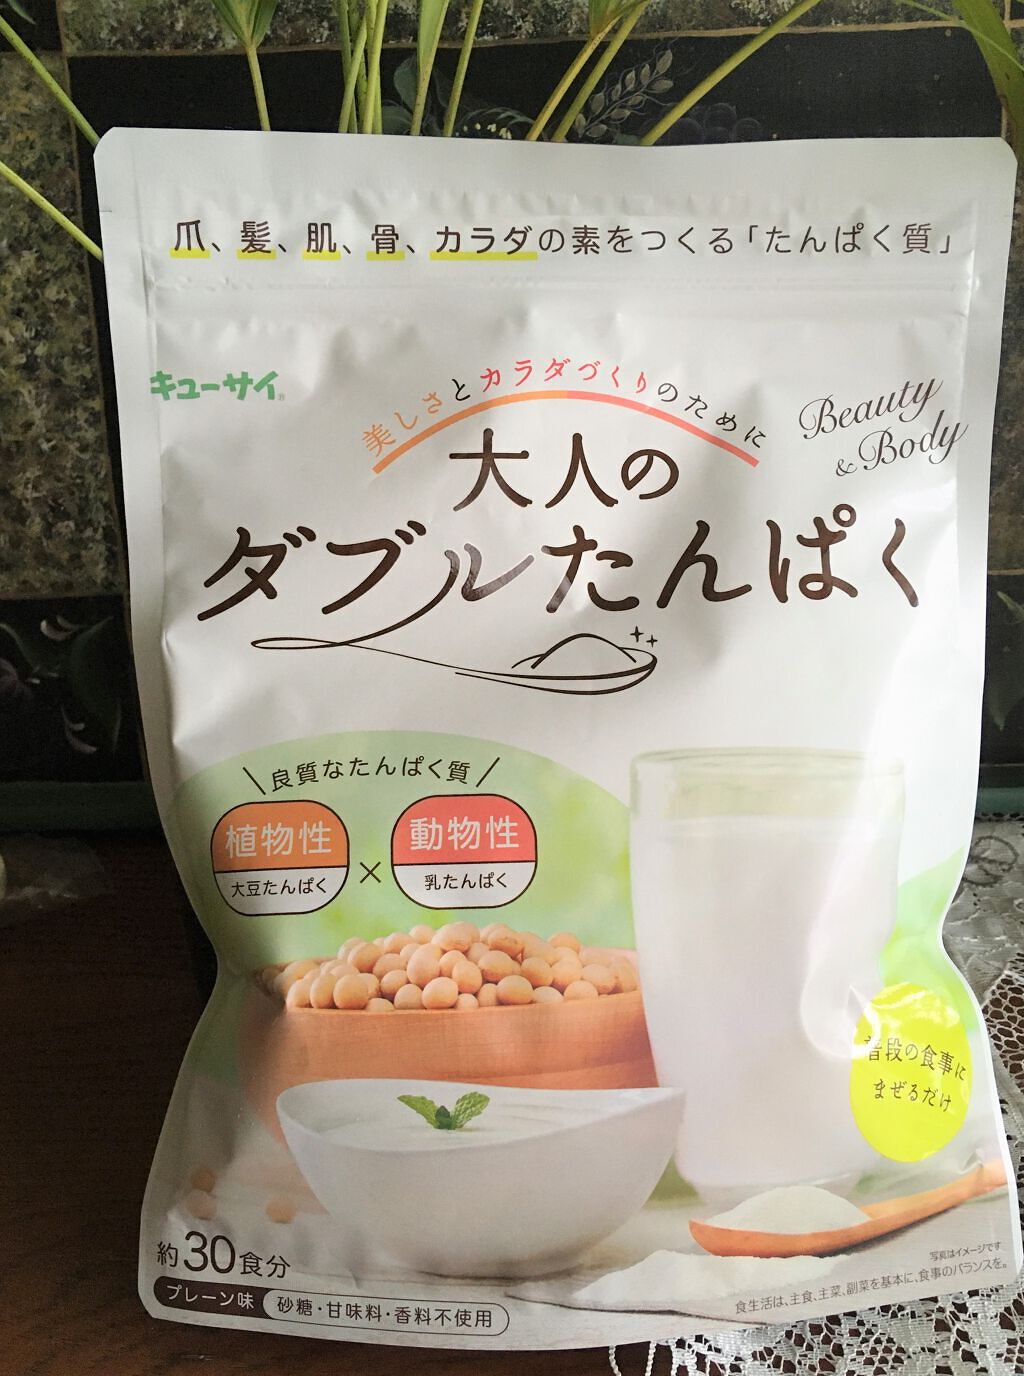 爪、髪、肌、骨、カラダの素をつくる「たんぱく質」
キューサイ®
美しさとカラダづくりのために
Beauty
& Body
大人の
ダブルたんぱく
良質なたんぱく質
植物性
大豆たんぱく
×
動物性
乳たんぱく
普段の食事に
まぜるだけ
約30食分
プレーン味
砂糖・甘味料・香料不使用
写真はイメージです
食生活は、主食、主菜、副菜を基本に、食事のバランスを。